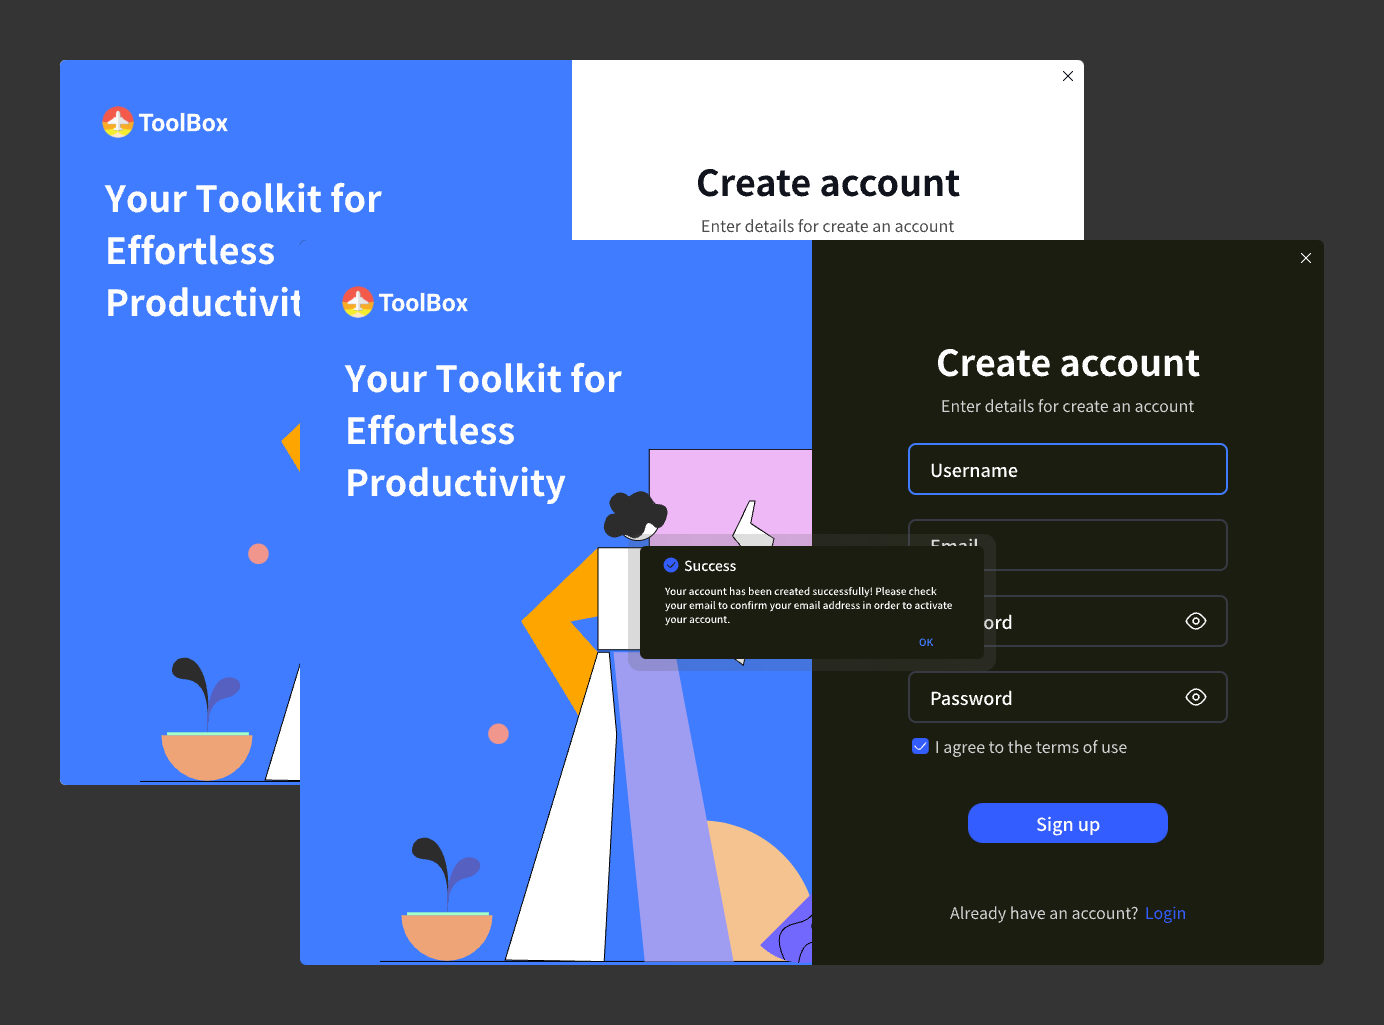 ToolBox
Your Toolkit for
Effortless
Create account
Enter details for create an account
ToolBox
Your Toolkit for
Effortless
Productivity
Create account
Enter details for create an account
Username
Email
Success
Your account has been created successfully! Please check
your email to confirm your email address in order to activate
your account.
OK
Password
I agree to the terms of use
Sign up
Already have an account? Login